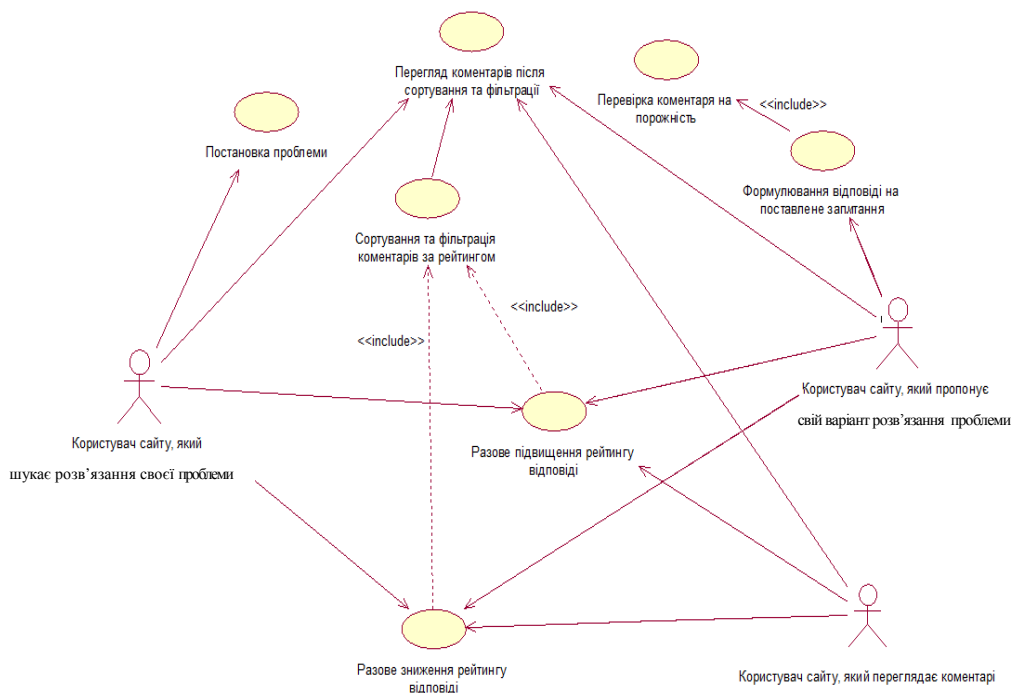 Перегляд коментарів після
сортування та фільтрації
Перевірка коментаря на
порожність
<<include>>
Постановка проблеми
Формулювання відповіді на
поставлене запитання
Сортування та фільтрація
коментарів за рейтингом
<<include>>
<<include>>
Користувач сайту, який пропонує
свій варіант розв’язання проблеми
Користувач сайту, який
шукає розв’язання своєї проблеми
Разове підвищення рейтингу
відповіді
Разове зниження рейтингу
відповіді
Користувач сайту, який переглядає коментарі